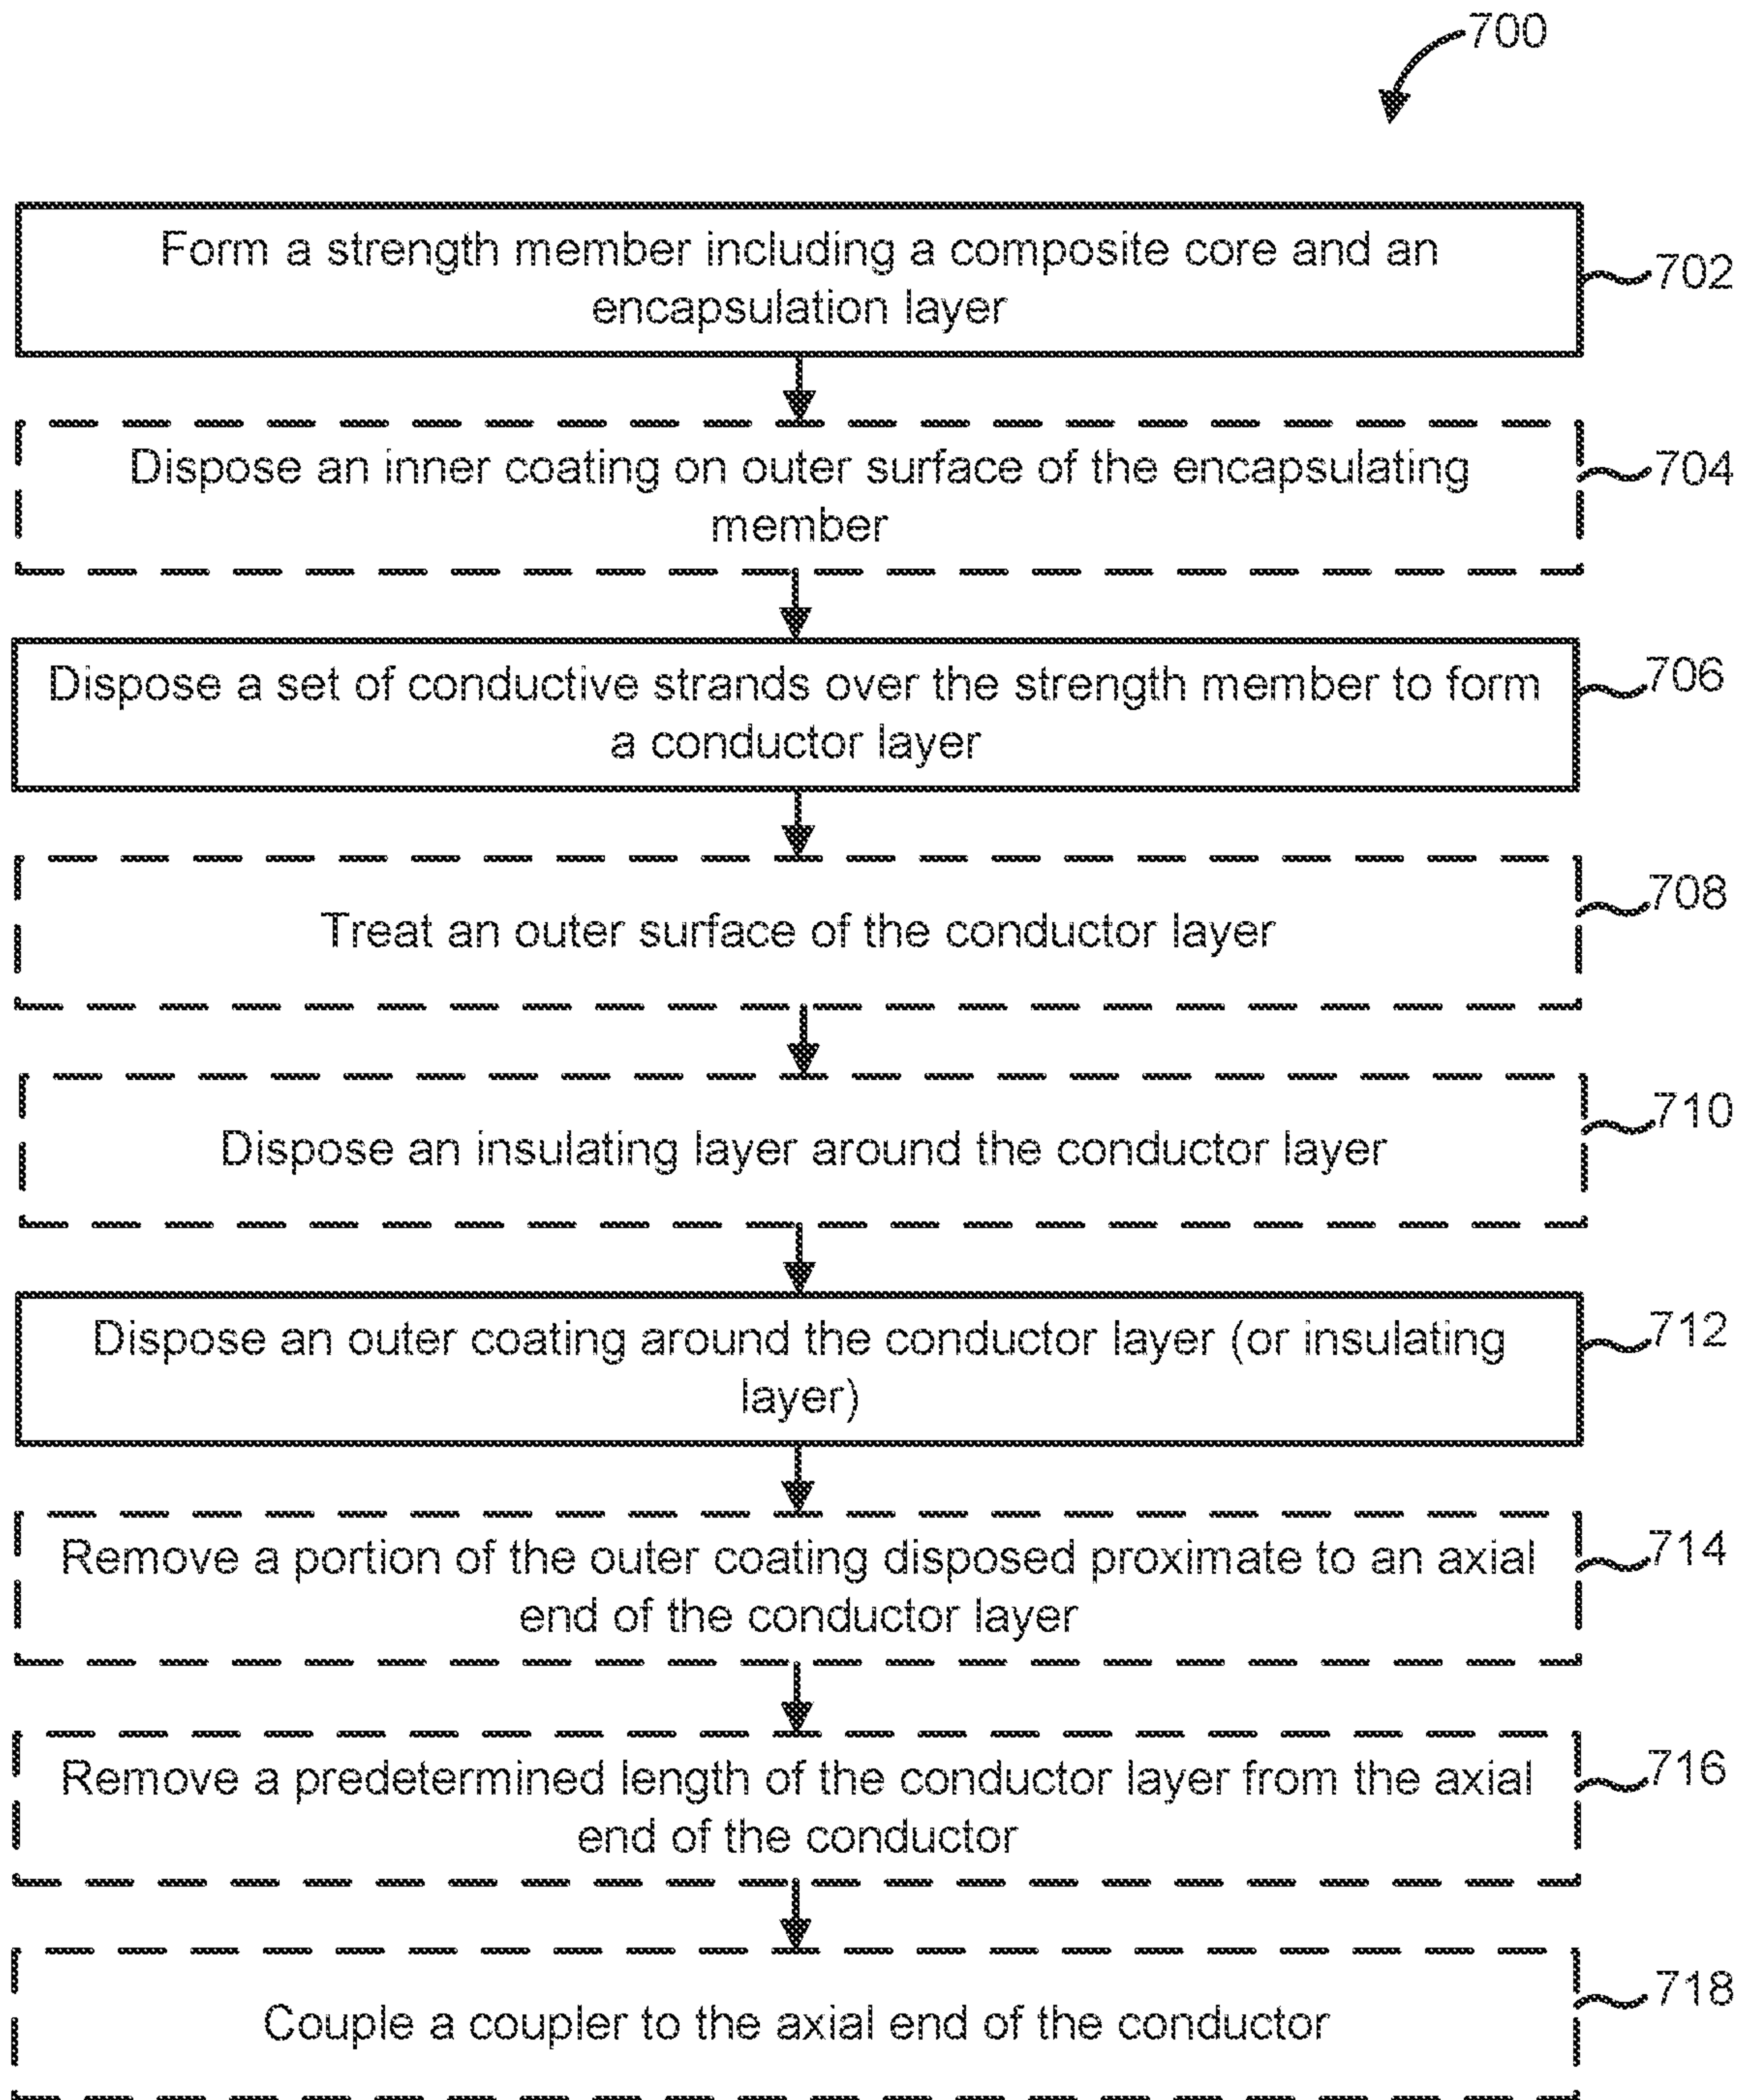 700
Form a strength member including a composite core and an
encapsulation layer
702
Dispose an inner coating on outer surface of the encapsulating
member
704
Dispose a set of conductive strands over the strength member to form
a conductor layer
706
Treat an outer surface of the conductor layer
708
Dispose an insulating layer around the conductor layer
710
Dispose an outer coating around the conductor layer (or insulating
layer)
712
Remove a portion of the outer coating disposed proximate to an axial
end of the conductor layer
714
Remove a predetermined length of the conductor layer from the axial
end of the conductor
716
Couple a coupler to the axial end of the conductor
718